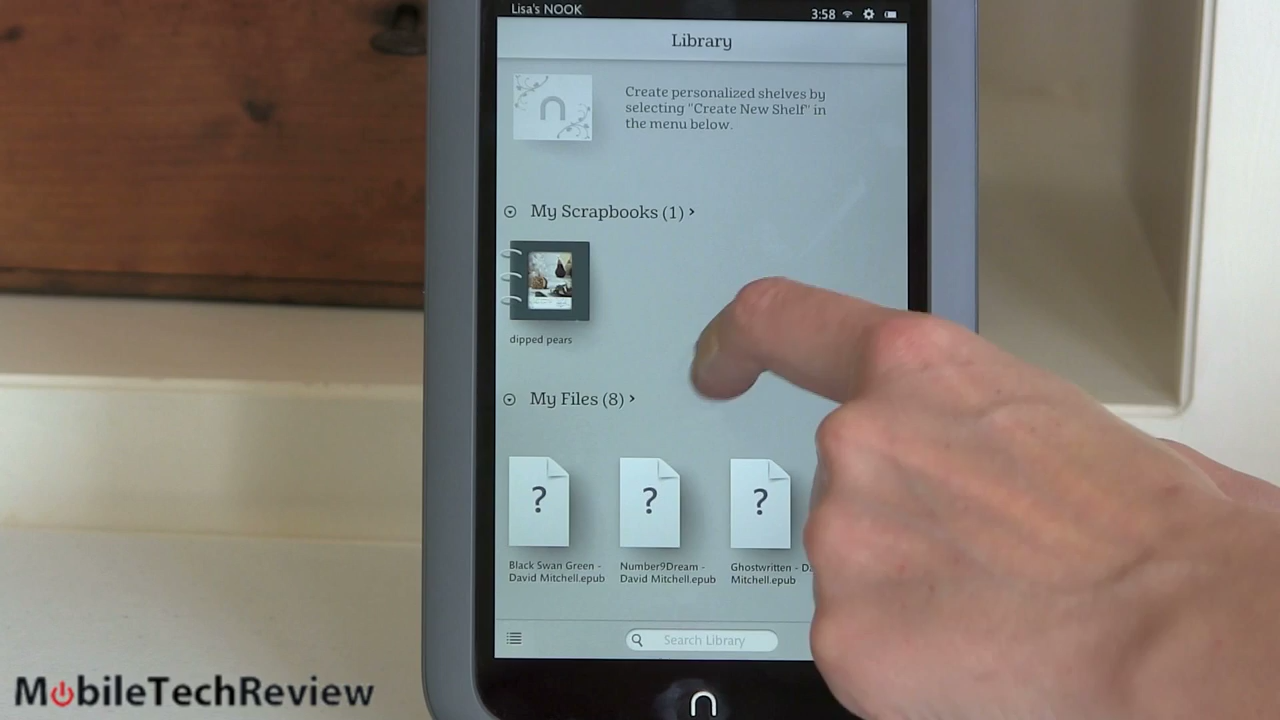 Lisa's NOOK
3:58
Library
Create personalized shelves by
selecting "Create New Shelf" in
the menu below.
My Scrapbooks (1) ›
dipped pears
My Files (8) ›
?
?
?
Black Swan Green -
David Mitchell.epub
Number9Dream -
David Mitchell.epub
Ghostwritten -
Mitchell.epub
Search Library
MobileTechReview